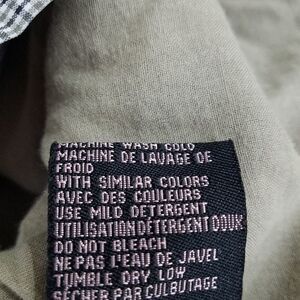 MACHINE WASH COLD
MACHINE DE LAVAGE DE
FROID
WITH SIMILAR COLORS
AVEC DES COULEURS
USE MILD DETERGENT
UTILISATION DÉTERGENT DOUX
DO NOT BLEACH
NE PAS L'EAU DE JAVEL
TUMBLE DRY LOW
SÉCHER PAR CULBUTAGE